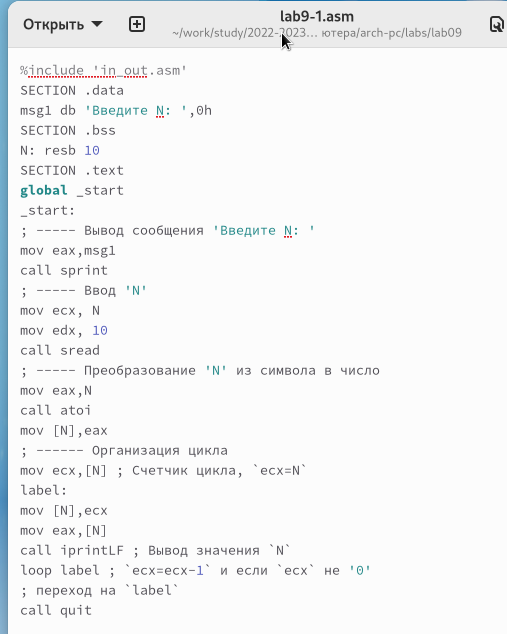 Открыть
lab9-1.asm
~/work/study/2022-2023… ютера/arch-pc/labs/lab09
%include 'in_out.asm'
SECTION .data
msg1 db 'Введите N: ',0h
SECTION .bss
N: resb 10
SECTION .text
global _start
_start:
; ----- Вывод сообщения 'Введите N: '
mov eax,msg1
call sprint
; ----- Ввод 'N'
mov ecx, N
mov edx, 10
call sread
; ----- Преобразование 'N' из символа в число
mov eax,N
call atoi
mov [N],eax
; ------ Организация цикла
mov ecx,[N] ; Счетчик цикла, `ecx=N`
label:
mov [N],ecx
mov eax,[N]
call iprintLF ; Вывод значения `N`
loop label ; `ecx=ecx-1` и если `ecx` не '0'
; переход на `label`
call quit